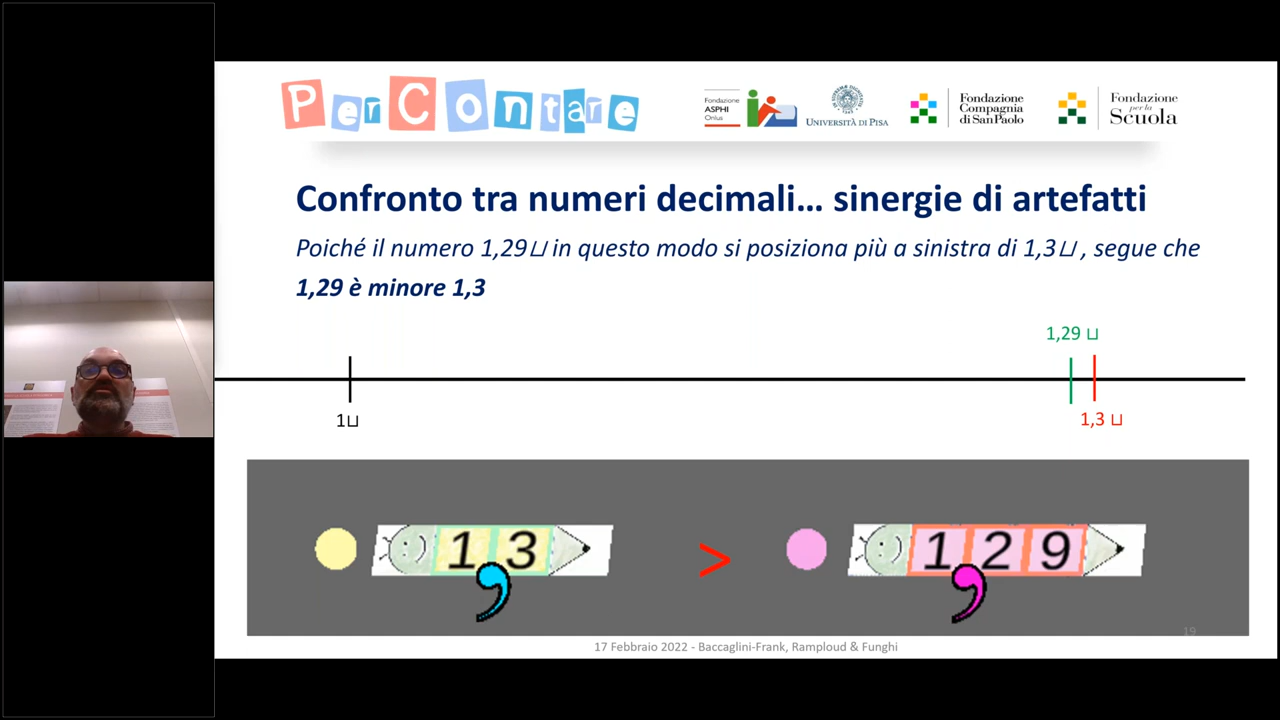 PerContare
Fondazione
ASPHI
Onlus
UNIVERSITÀ DI PISA
Fondazione
Compagnia
di San Paolo
Fondazione
per la
Scuola
Confronto tra numeri decimali... sinergie di artefatti
Poiché il numero 1,29⊔ in questo modo si posiziona più a sinistra di 1,3⊔ , segue che
1,29 è minore 1,3
1,29 ⊔
1⊔
1,3 ⊔
1,3 > 1,29
19
17 Febbraio 2022 - Baccaglini-Frank, Ramploud & Funghi